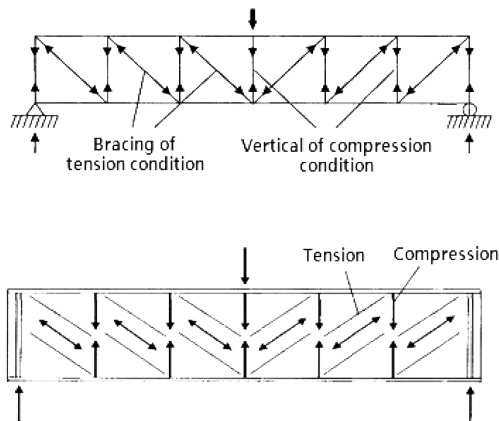 Bracing of
tension condition
Vertical of compression
condition
Tension
Compression